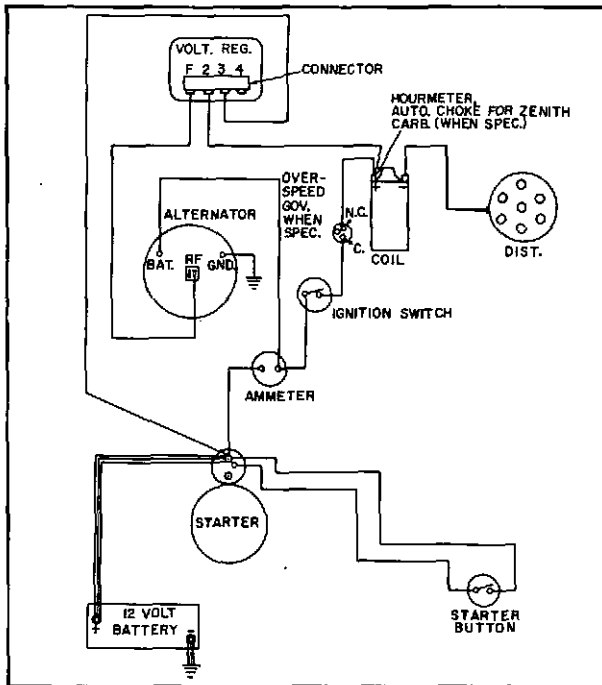 VOLT. REG.
F 2 3 4
CONNECTOR
HOURMETER,
AUTO. CHOKE FOR ZENITH
CARB. (WHEN SPEC.)
OVER-
SPEED
GOV.
WHEN
SPEC.
N.C.
C.
+ –
COIL
DIST.
ALTERNATOR
BAT.
RF
GND.
IGNITION SWITCH
AMMETER
STARTER
STARTER
BUTTON
12 VOLT
BATTERY
+ –